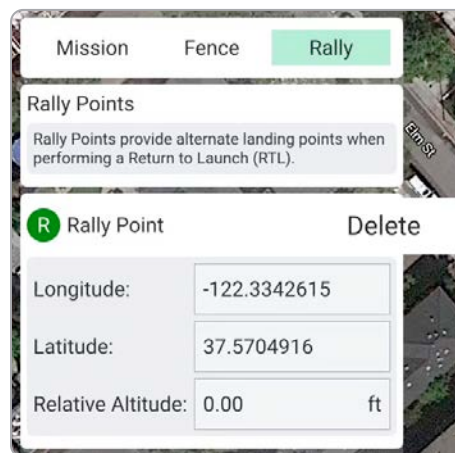 Mission Fence Rally
Rally Points
Rally Points provide alternate landing points when
performing a Return to Launch (RTL).
Elm St
R Rally Point Delete
Longitude: -122.3342615
Latitude: 37.5704916
Relative Altitude: 0.00 ft